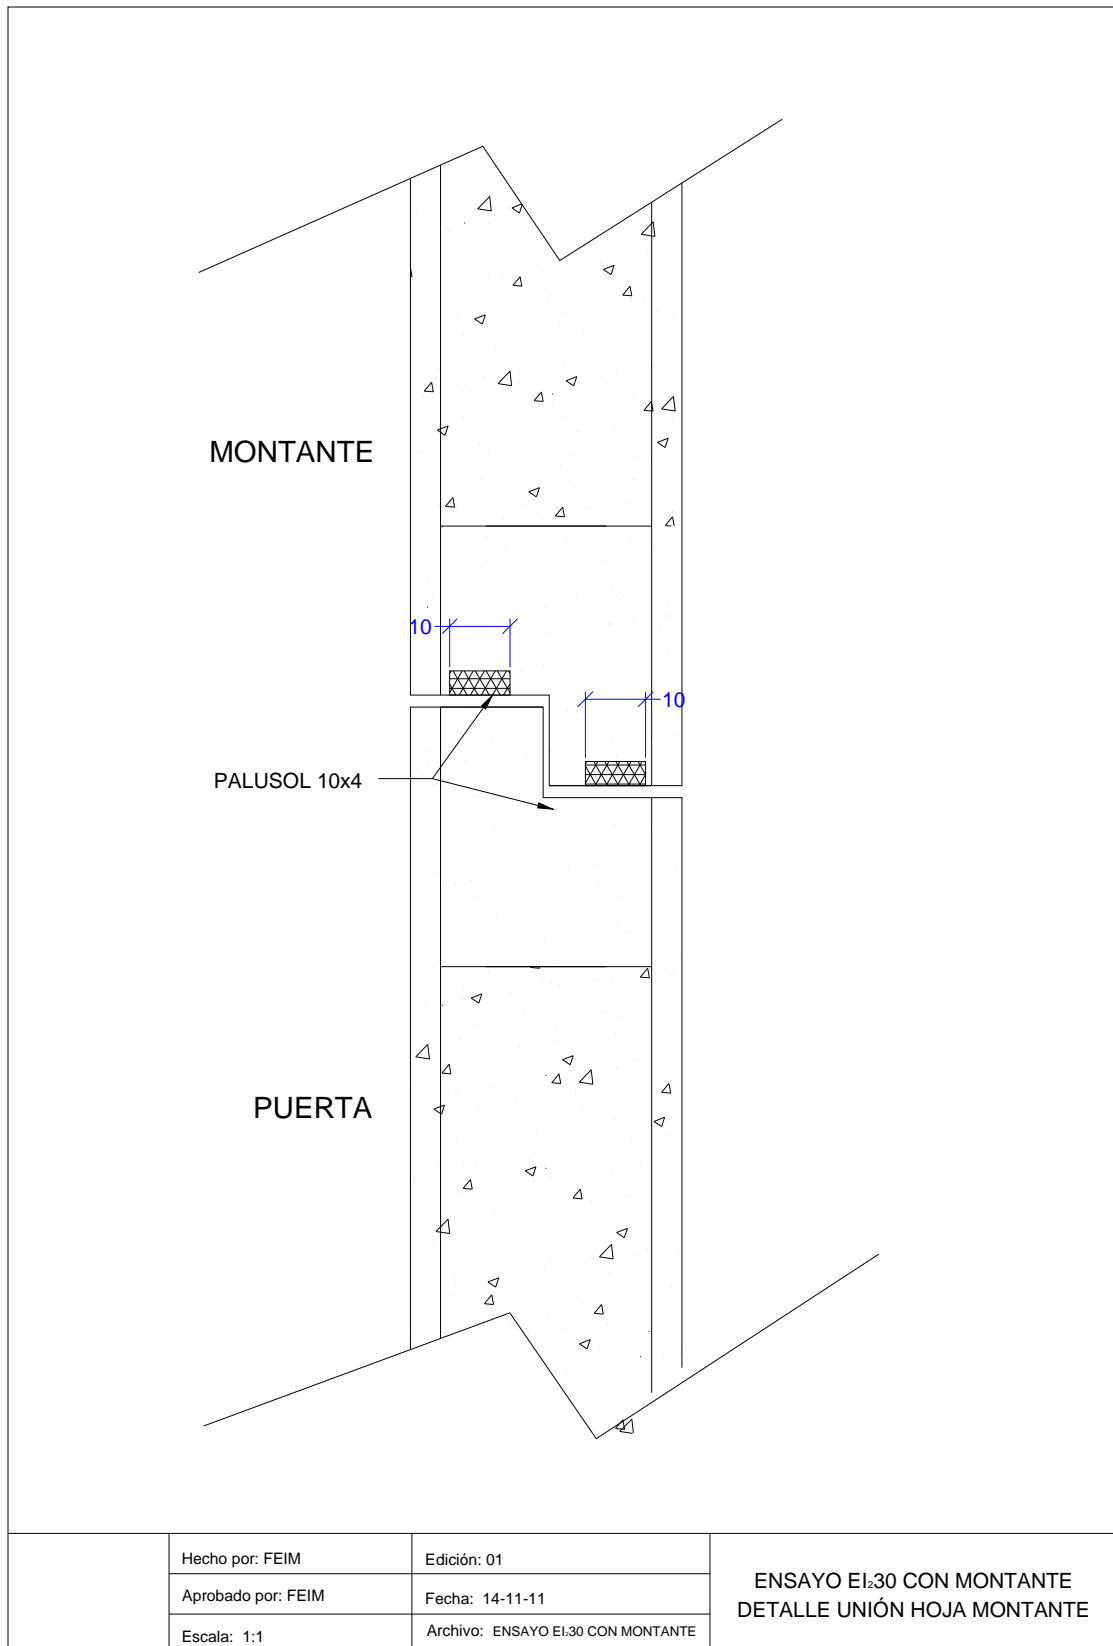 MONTANTE
10
10
PALUSOL 10x4
PUERTA
Hecho por: FEIM
Edición: 01
Aprobado por: FEIM
Fecha: 14-11-11
Escala: 1:1
Archivo: ENSAYO EI₂30 CON MONTANTE
ENSAYO EI₂30 CON MONTANTE
DETALLE UNIÓN HOJA MONTANTE